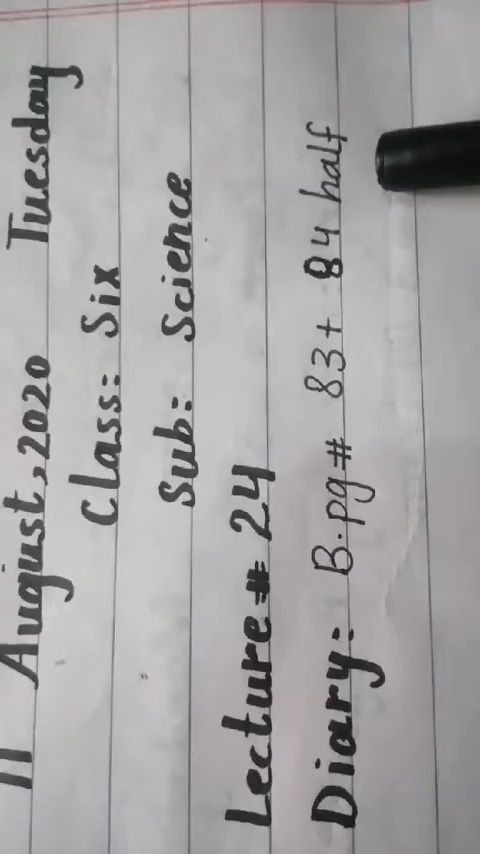 11 August, 2020 Tuesday
Class: Six
Sub: Science
Lecture # 24
Diary: B.pg # 83+ 84 half